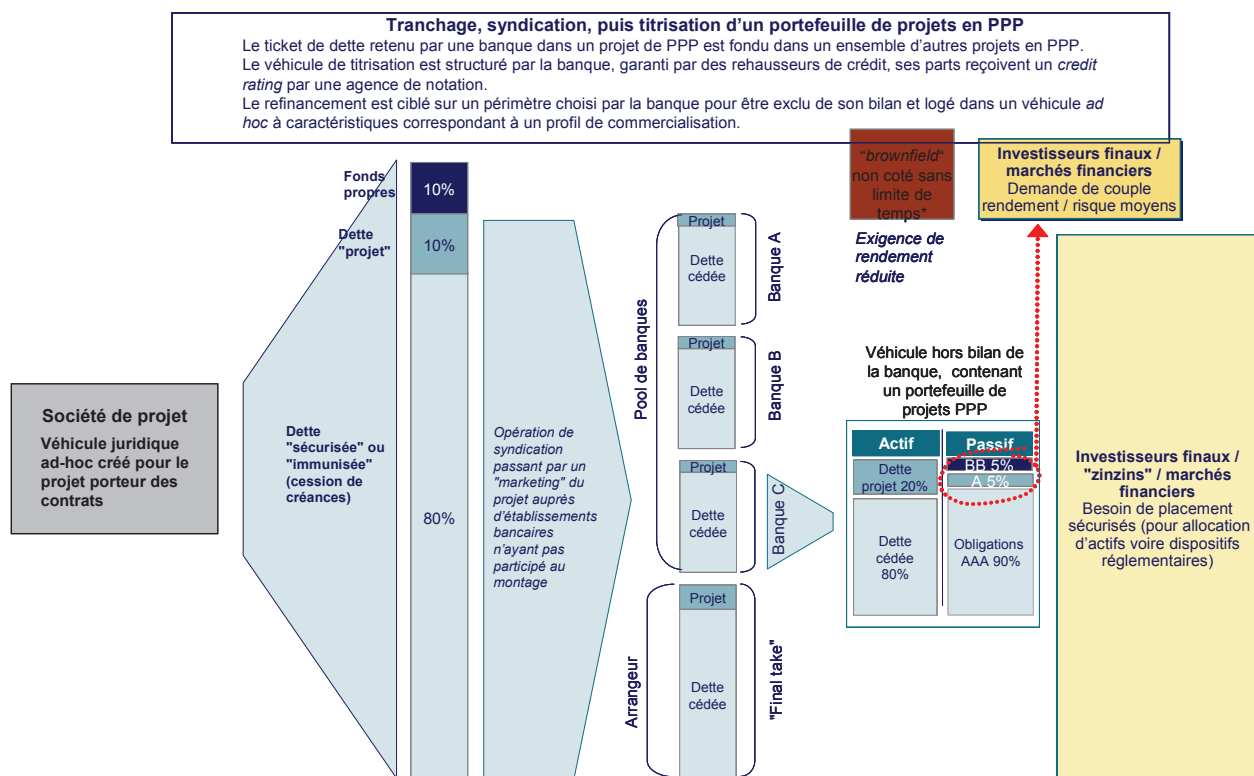 Tranchage, syndication, puis titrisation d'un portefeuille de projets en PPP
Le ticket de dette retenu par une banque dans un projet de PPP est fondu dans un ensemble d'autres projets en PPP.
Le véhicule de titrisation est structuré par la banque, garanti par des rehausseurs de crédit, ses parts reçoivent un credit
rating par une agence de notation.
Le refinancement est ciblé sur un périmètre choisi par la banque pour être exclu de son bilan et logé dans un véhicule ad
hoc à caractéristiques correspondant à un profil de commercialisation.
Société de projet
Véhicule juridique
ad-hoc créé pour le
projet porteur des
contrats
Fonds
propres
10%
Dette
"projet"
10%
Dette
"sécurisée" ou
"immunisée"
(cession de
créances)
80%
Opération de
syndication
passant par un
"marketing" du
projet auprès
d'établissements
bancaires
n'ayant pas
participé au
montage
Pool de banques
Projet
Dette
cédée
Banque A
Projet
Dette
cédée
Banque B
Projet
Dette
cédée
Banque C
Arrangeur
Projet
Dette
cédée
"Final take"
"brownfield"
non coté sans
limite de
temps*
Exigence de
rendement
réduite
Investisseurs finaux /
marchés financiers
Demande de couple
rendement / risque moyens
Véhicule hors bilan de
la banque, contenant
un portefeuille de
projets PPP
Actif
Passif
Dette
projet 20%
BB 5%
A 5%
Dette
cédée
80%
Obligations
AAA 90%
Investisseurs finaux /
"zinzins" / marchés
financiers
Besoin de placement
sécurisés (pour allocation
d'actifs voire dispositifs
réglementaires)